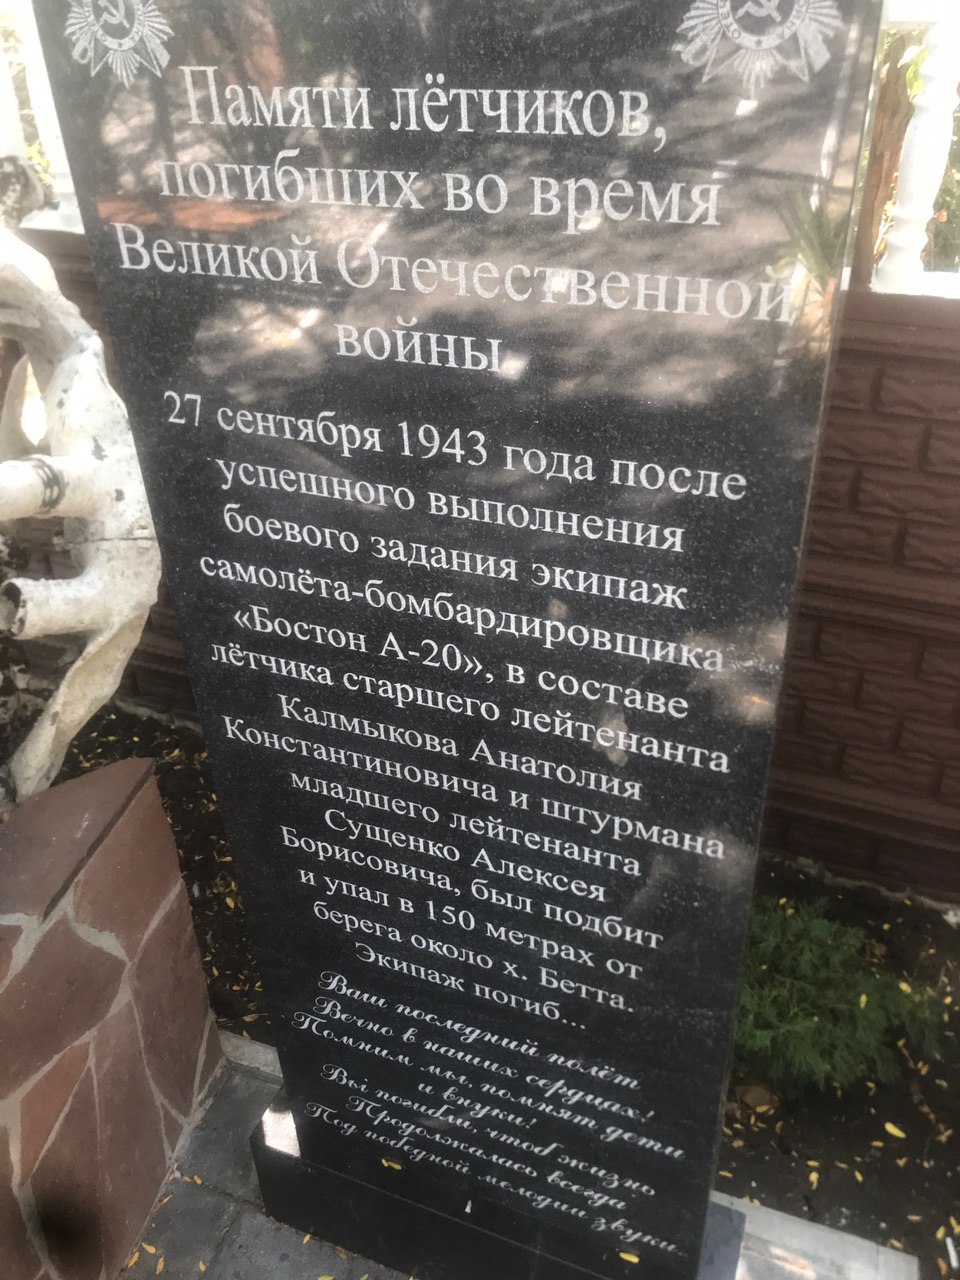 Памяти лётчиков,
погибших во время
Великой Отечественной
войны.
27 сентября 1943 года после
успешного выполнения
боевого задания экипаж
самолёта-бомбардировщика
«Бостон А-20», в составе
лётчика старшего лейтенанта
Калмыкова Анатолия
Константиновича и штурмана
младшего лейтенанта
Сущенко Алексея
Борисовича, был подбит
и упал в 150 метрах от
берега около х. Бетта.
Экипаж погиб...
Ваш последний полёт
Вечно в наших сердцах!
Помним мы, помнят дети
и внуки!
Вы погибли, чтоб жизнь
Продолжалась всегда
Под победной мелодии звуки...